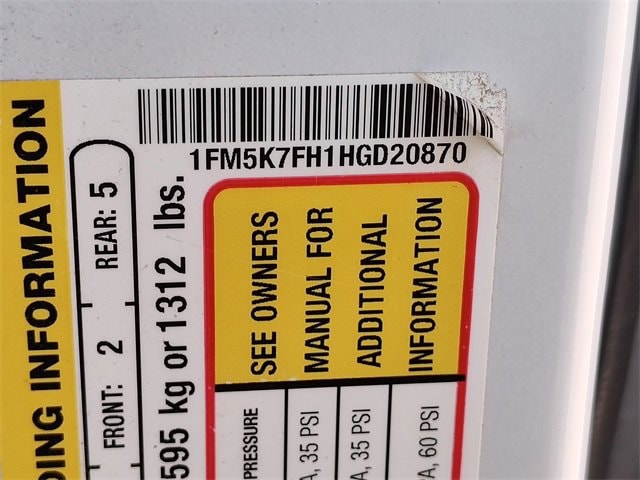 1FM5K7FH1HGD20870
DING INFORMATION
FRONT: 2 REAR: 5
595 kg or 1312 lbs.
SEE OWNERS
MANUAL FOR
ADDITIONAL
INFORMATION
PRESSURE
35 PSI
35 PSI
60 PSI